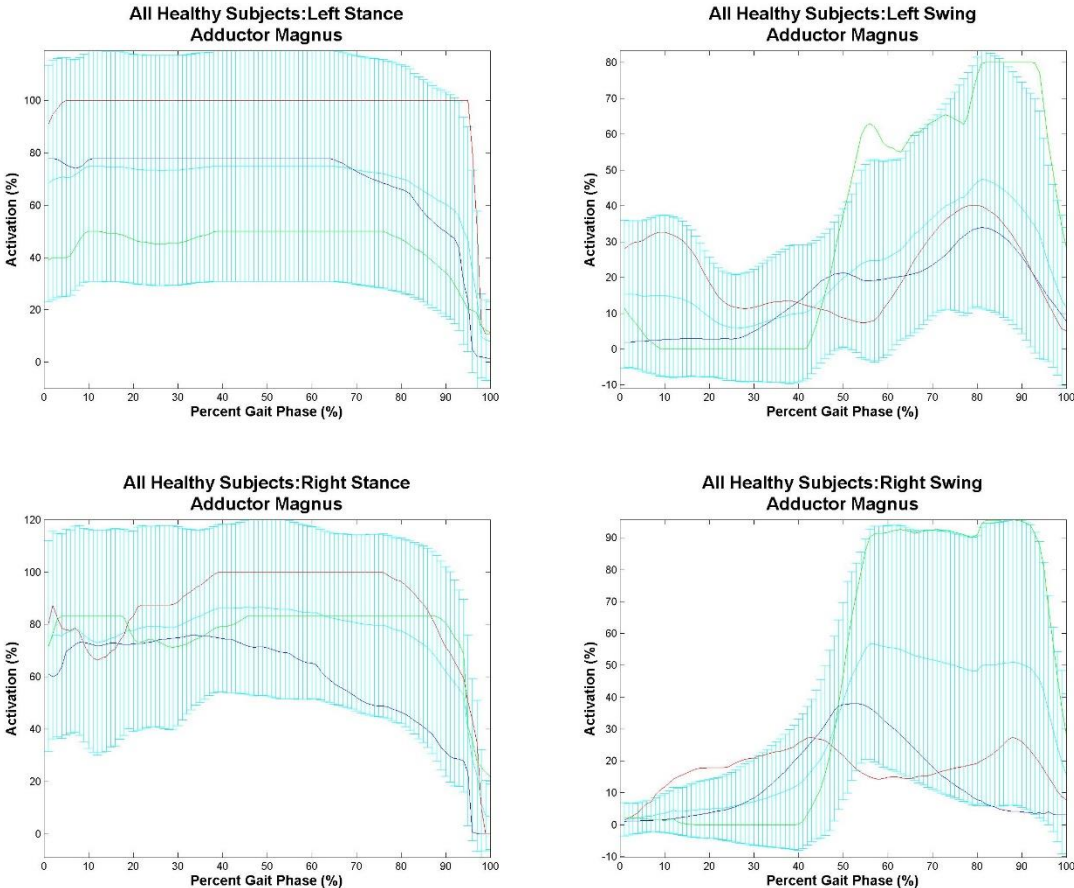 All Healthy Subjects:Left Stance
Adductor Magnus
100
80
60
40
20
0
Activation (%)
0 10 20 30 40 50 60 70 80 90 100
Percent Gait Phase (%)
All Healthy Subjects:Left Swing
Adductor Magnus
80
70
60
50
40
30
20
10
0
-10
Activation (%)
0 10 20 30 40 50 60 70 80 90 100
Percent Gait Phase (%)
All Healthy Subjects:Right Stance
Adductor Magnus
120
100
80
60
40
20
0
Activation (%)
0 10 20 30 40 50 60 70 80 90 100
Percent Gait Phase (%)
All Healthy Subjects:Right Swing
Adductor Magnus
90
80
70
60
50
40
30
20
10
0
-10
Activation (%)
0 10 20 30 40 50 60 70 80 90 100
Percent Gait Phase (%)